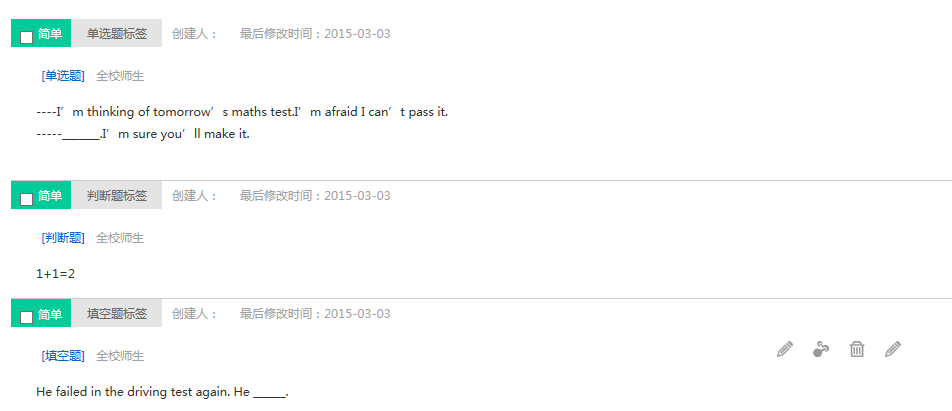 简单 单选题标签 创建人： 最后修改时间：2015-03-03
[单选题] 全校师生
----I’m thinking of tomorrow’s maths test.I’m afraid I can’t pass it.
-----______.I’m sure you’ll make it.
简单 判断题标签 创建人： 最后修改时间：2015-03-03
[判断题] 全校师生
1+1=2
简单 填空题标签 创建人： 最后修改时间：2015-03-03
[填空题] 全校师生
He failed in the driving test again. He _____.